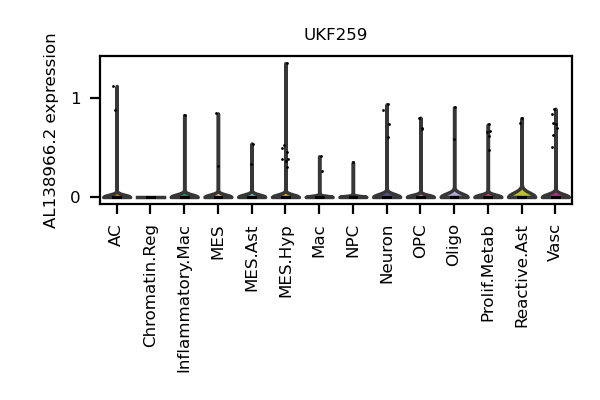 UKF259
AL138966.2 expression
1
0
AC
Chromatin.Reg
Inflammatory.Mac
MES
MES.Ast
MES.Hyp
Mac
NPC
Neuron
OPC
Oligo
Prolif.Metab
Reactive.Ast
Vasc